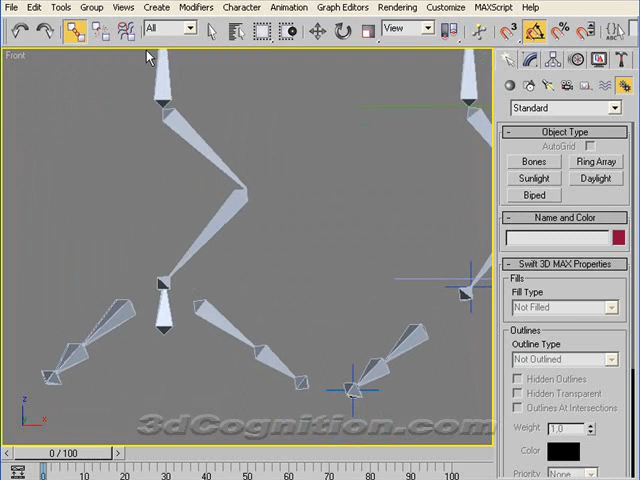 File Edit Tools Group Views Create Modifiers Character Animation Graph Editors Rendering Customize MAXScript Help
All View 3
Front
Standard
- Object Type
AutoGrid
Bones Ring Array
Sunlight Daylight
Biped
- Name and Color
- Swift 3D MAX Properties
Fills
Fill Type
Not Filled
Outlines
Outline Type
Not Outlined
Hidden Outlines
Hidden Transparent
Outlines At Intersections
Weight 1.0
Color
Priority None
z
y x
3dCognition.com
< 0 / 100 >
0 10 20 30 40 50 60 70 80 90 100